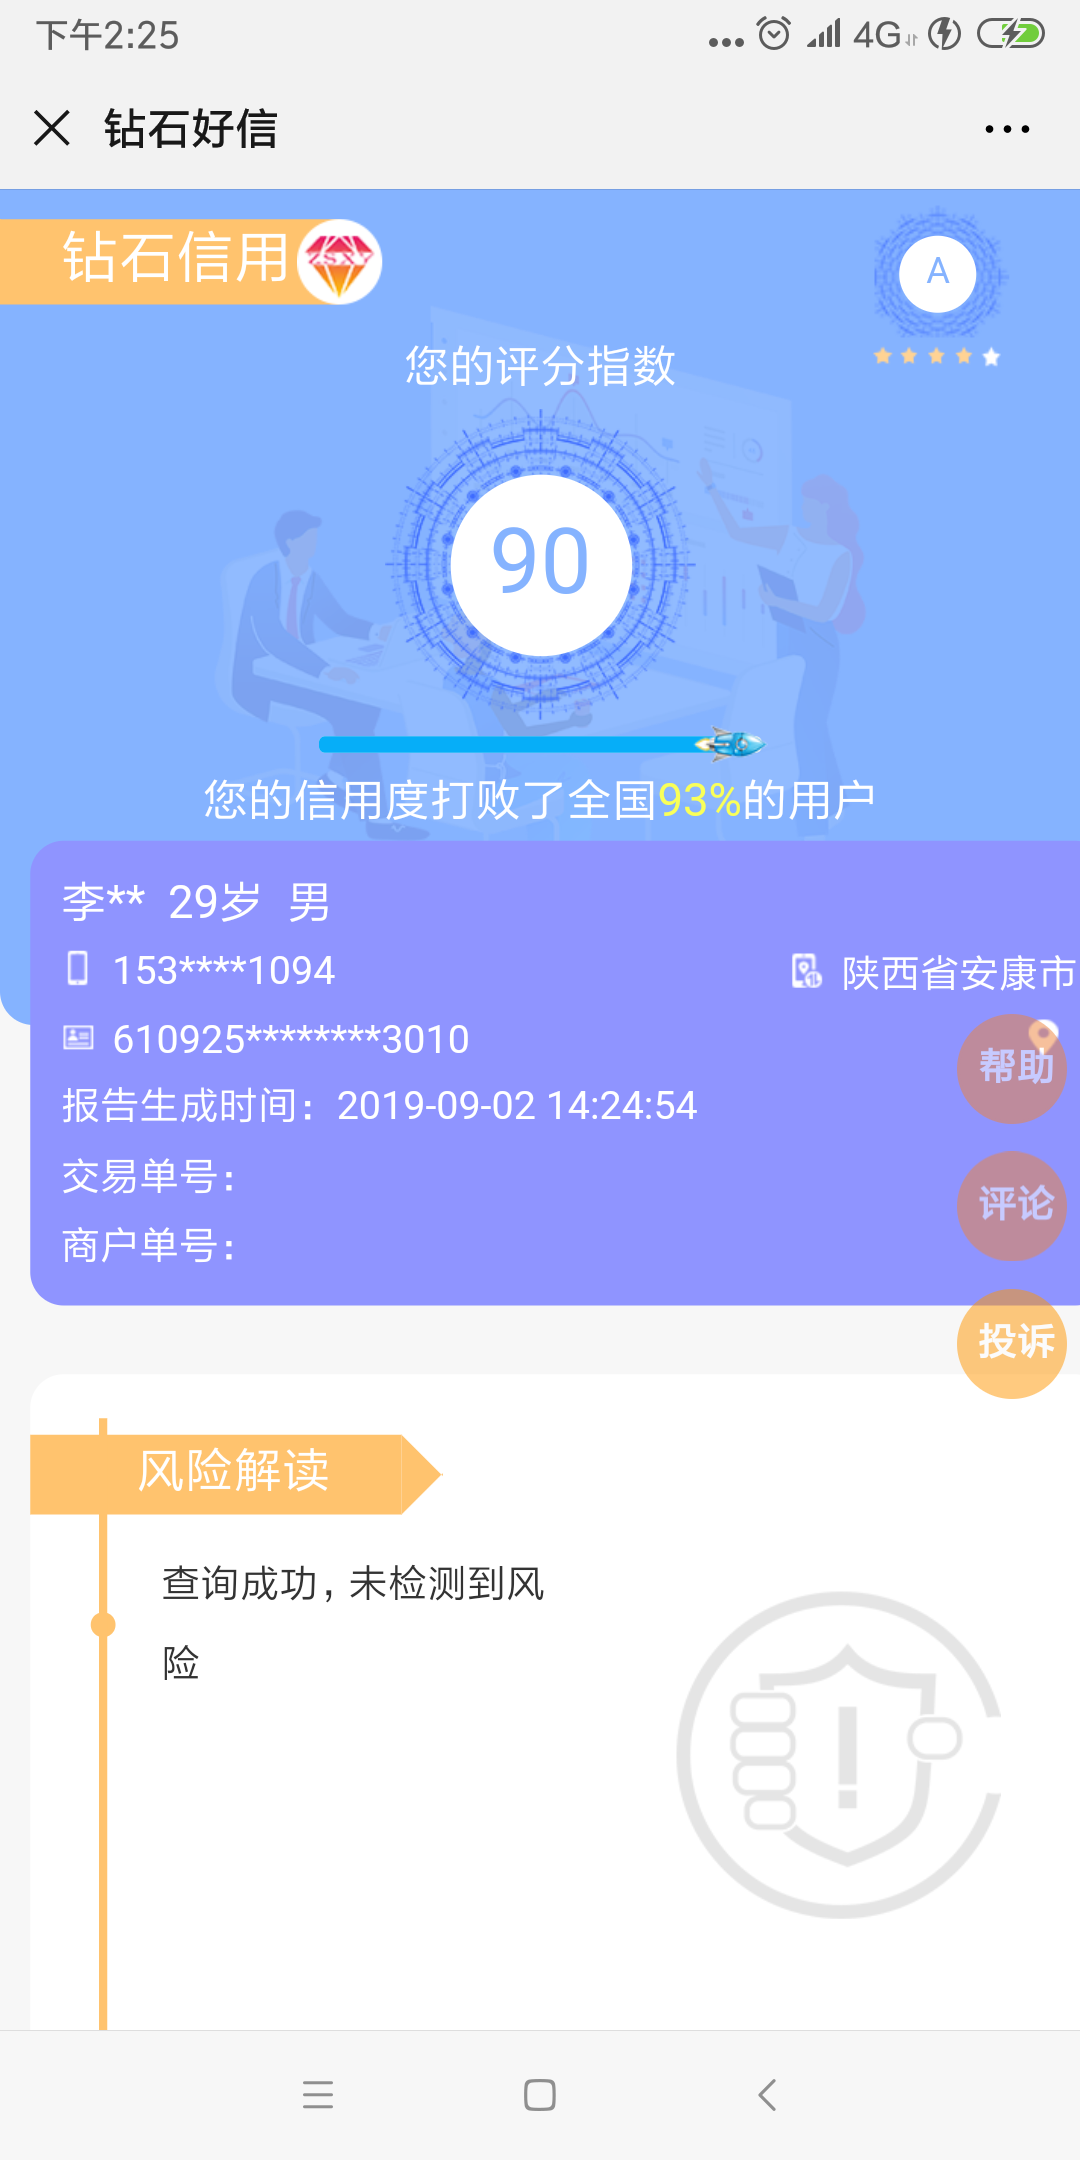 下午2:25
4G
钻石好信
钻石信用
ZSXY
A
您的评分指数
90
您的信用度打败了全国93%的用户
李** 29岁 男
153****1094
陕西省安康市
610925********3010
帮助
报告生成时间：2019-09-02 14:24:54
交易单号：
评论
商户单号：
投诉
风险解读
查询成功，未检测到风
险